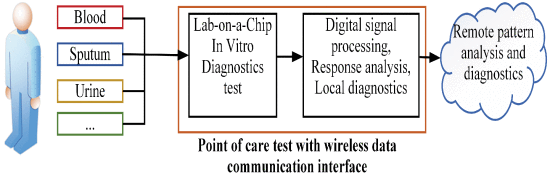 Blood
Sputum
Urine
...
Lab-on-a-Chip
In Vitro
Diagnostics
test
Digital signal
processing,
Response analysis,
Local diagnostics
Remote pattern
analysis and
diagnostics
Point of care test with wireless data
communication interface